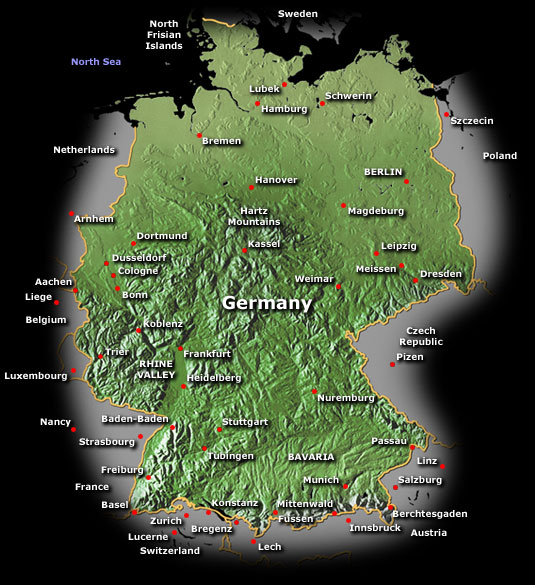 Sweden
North
Frisian
Islands
North Sea
Lubek
Schwerin
Hamburg
Szczecin
Bremen
Netherlands
Poland
BERLIN
Hanover
Hartz
Mountains
Magdeburg
Arnhem
Dortmund
Kassel
Leipzig
Dusseldorf
Cologne
Meissen
Dresden
Aachen
Weimar
Liege
Bonn
Germany
Belgium
Koblenz
Czech
Republic
Trier
Frankfurt
Pizen
RHINE
VALLEY
Luxembourg
Heidelberg
Nuremburg
Baden-Baden
Nancy
Stuttgart
Strasbourg
Passau
Tubingen
BAVARIA
Linz
Freiburg
Munich
Salzburg
France
Basel
Konstanz
Mittenwald
Berchtesgaden
Zurich
Fussen
Bregenz
Innsbruck
Austria
Lucerne
Switzerland
Lech